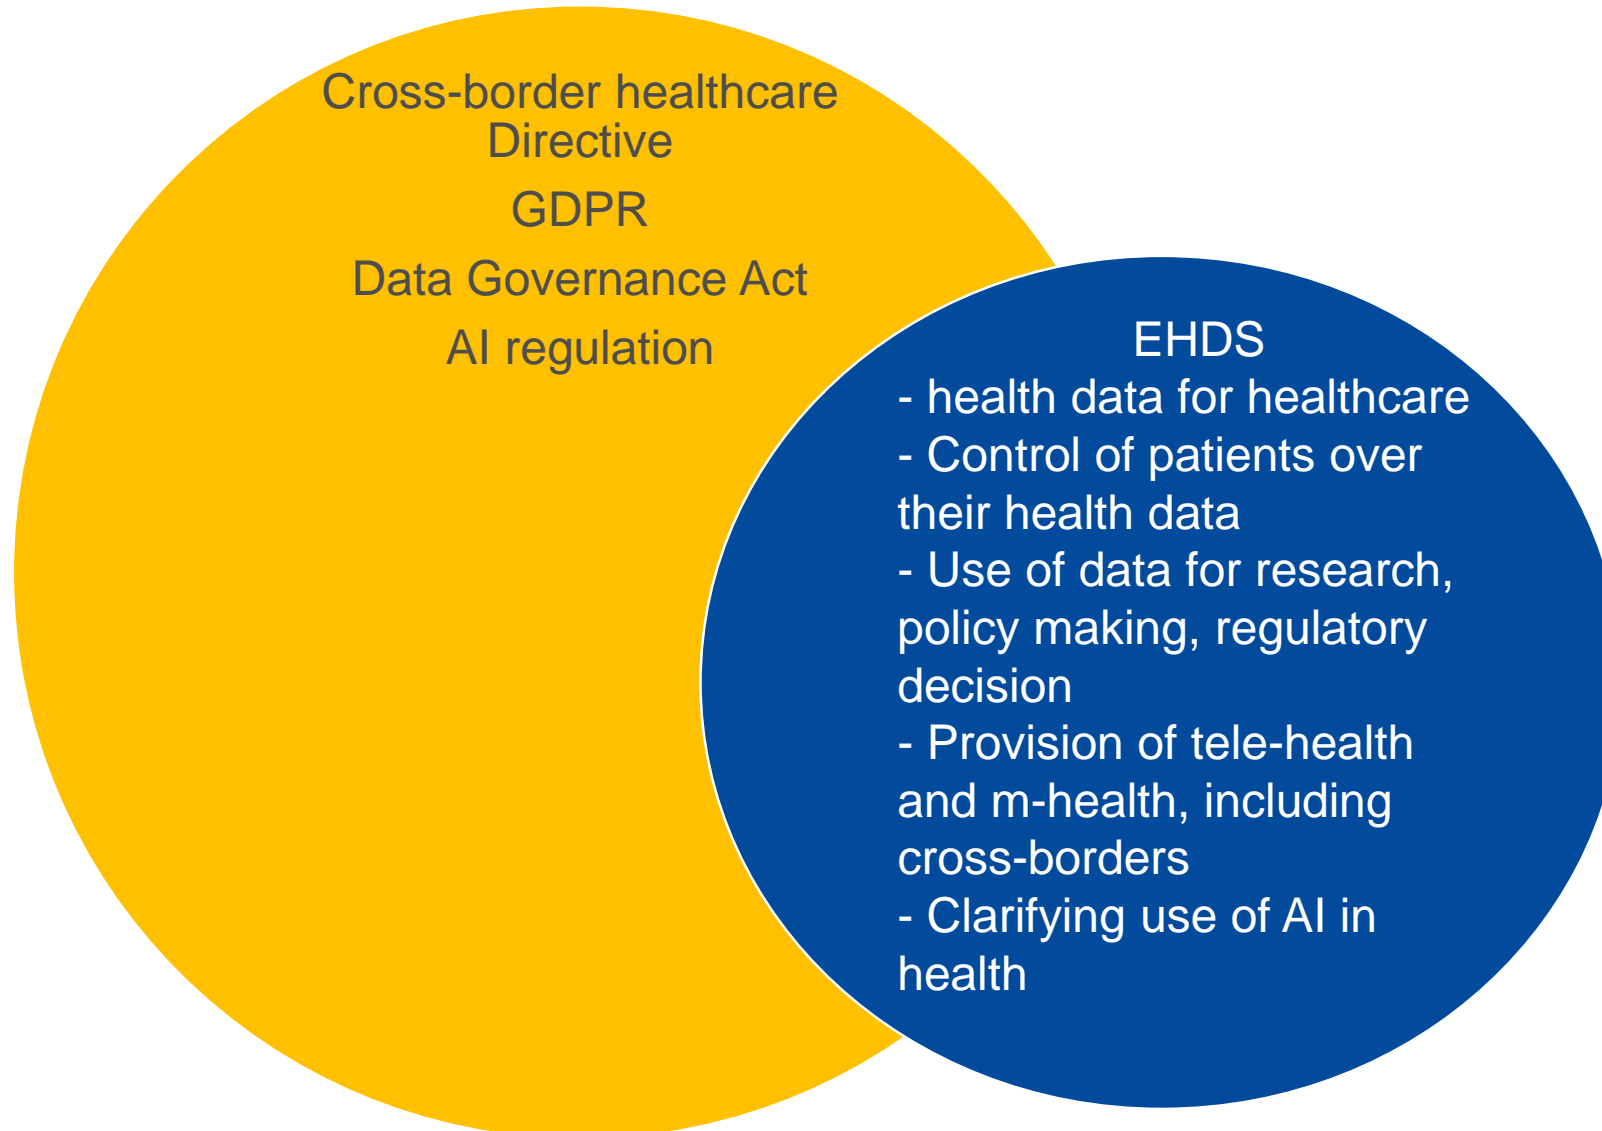 Cross-border healthcare
Directive
GDPR
Data Governance Act
AI regulation
EHDS
- health data for healthcare
- Control of patients over
their health data
- Use of data for research,
policy making, regulatory
decision
- Provision of tele-health
and m-health, including
cross-borders
- Clarifying use of AI in
health